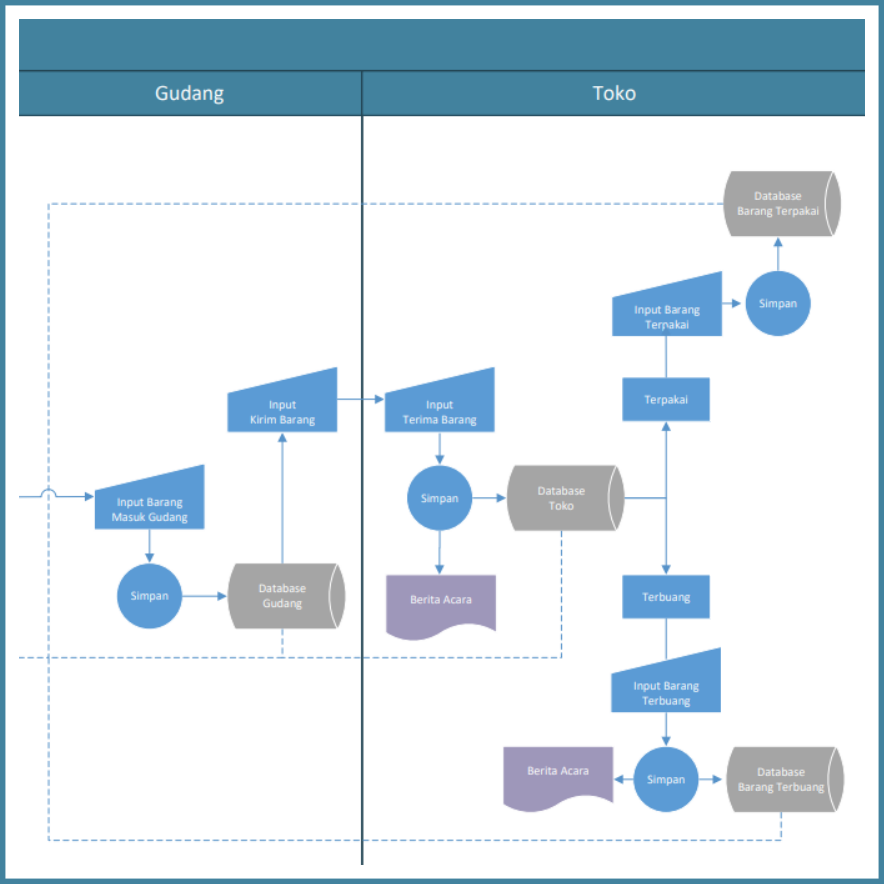 Gudang
Toko
Database
Barang Terpakai
Input Barang
Terpakai
Simpan
Terpakai
Input
Kirim Barang
Input
Terima Barang
Input Barang
Masuk Gudang
Simpan
Database
Toko
Simpan
Database
Gudang
Berita Acara
Terbuang
Input Barang
Terbuang
Berita Acara
Simpan
Database
Barang Terbuang